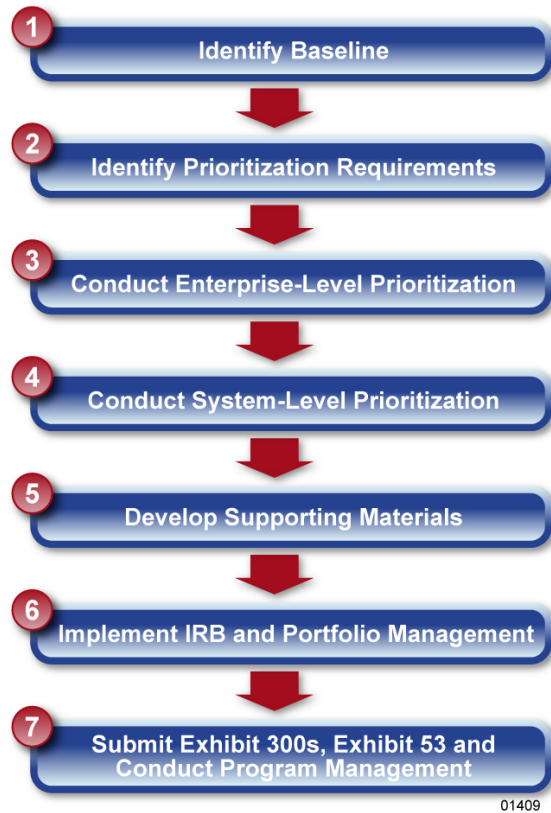 1
Identify Baseline
2
Identify Prioritization Requirements
3
Conduct Enterprise-Level Prioritization
4
Conduct System-Level Prioritization
5
Develop Supporting Materials
6
Implement IRB and Portfolio Management
7
Submit Exhibit 300s, Exhibit 53 and
Conduct Program Management
01409